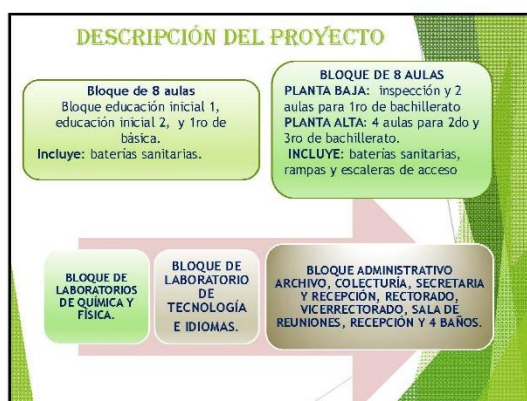 DESCRIPCIÓN DEL PROYECTO
Bloque de 8 aulas
Bloque educación inicial 1,
educación inicial 2, y 1ro de
básica.
Incluye: baterías sanitarias.
BLOQUE DE 8 AULAS
PLANTA BAJA: inspección y 2
aulas para 1ro de bachillerato
PLANTA ALTA: 4 aulas para 2do y
3ro de bachillerato.
INCLUYE: baterías sanitarias,
rampas y escaleras de acceso
BLOQUE DE
LABORATORIOS
DE QUÍMICA Y
FÍSICA.
BLOQUE DE
LABORATORIO
DE
TECNOLOGÍA
E IDIOMAS.
BLOQUE ADMINISTRATIVO
ARCHIVO, COLECTURÍA, SECRETARIA
Y RECEPCIÓN, RECTORADO,
VICERRECTORADO, SALA DE
REUNIONES, RECEPCIÓN Y 4 BAÑOS.